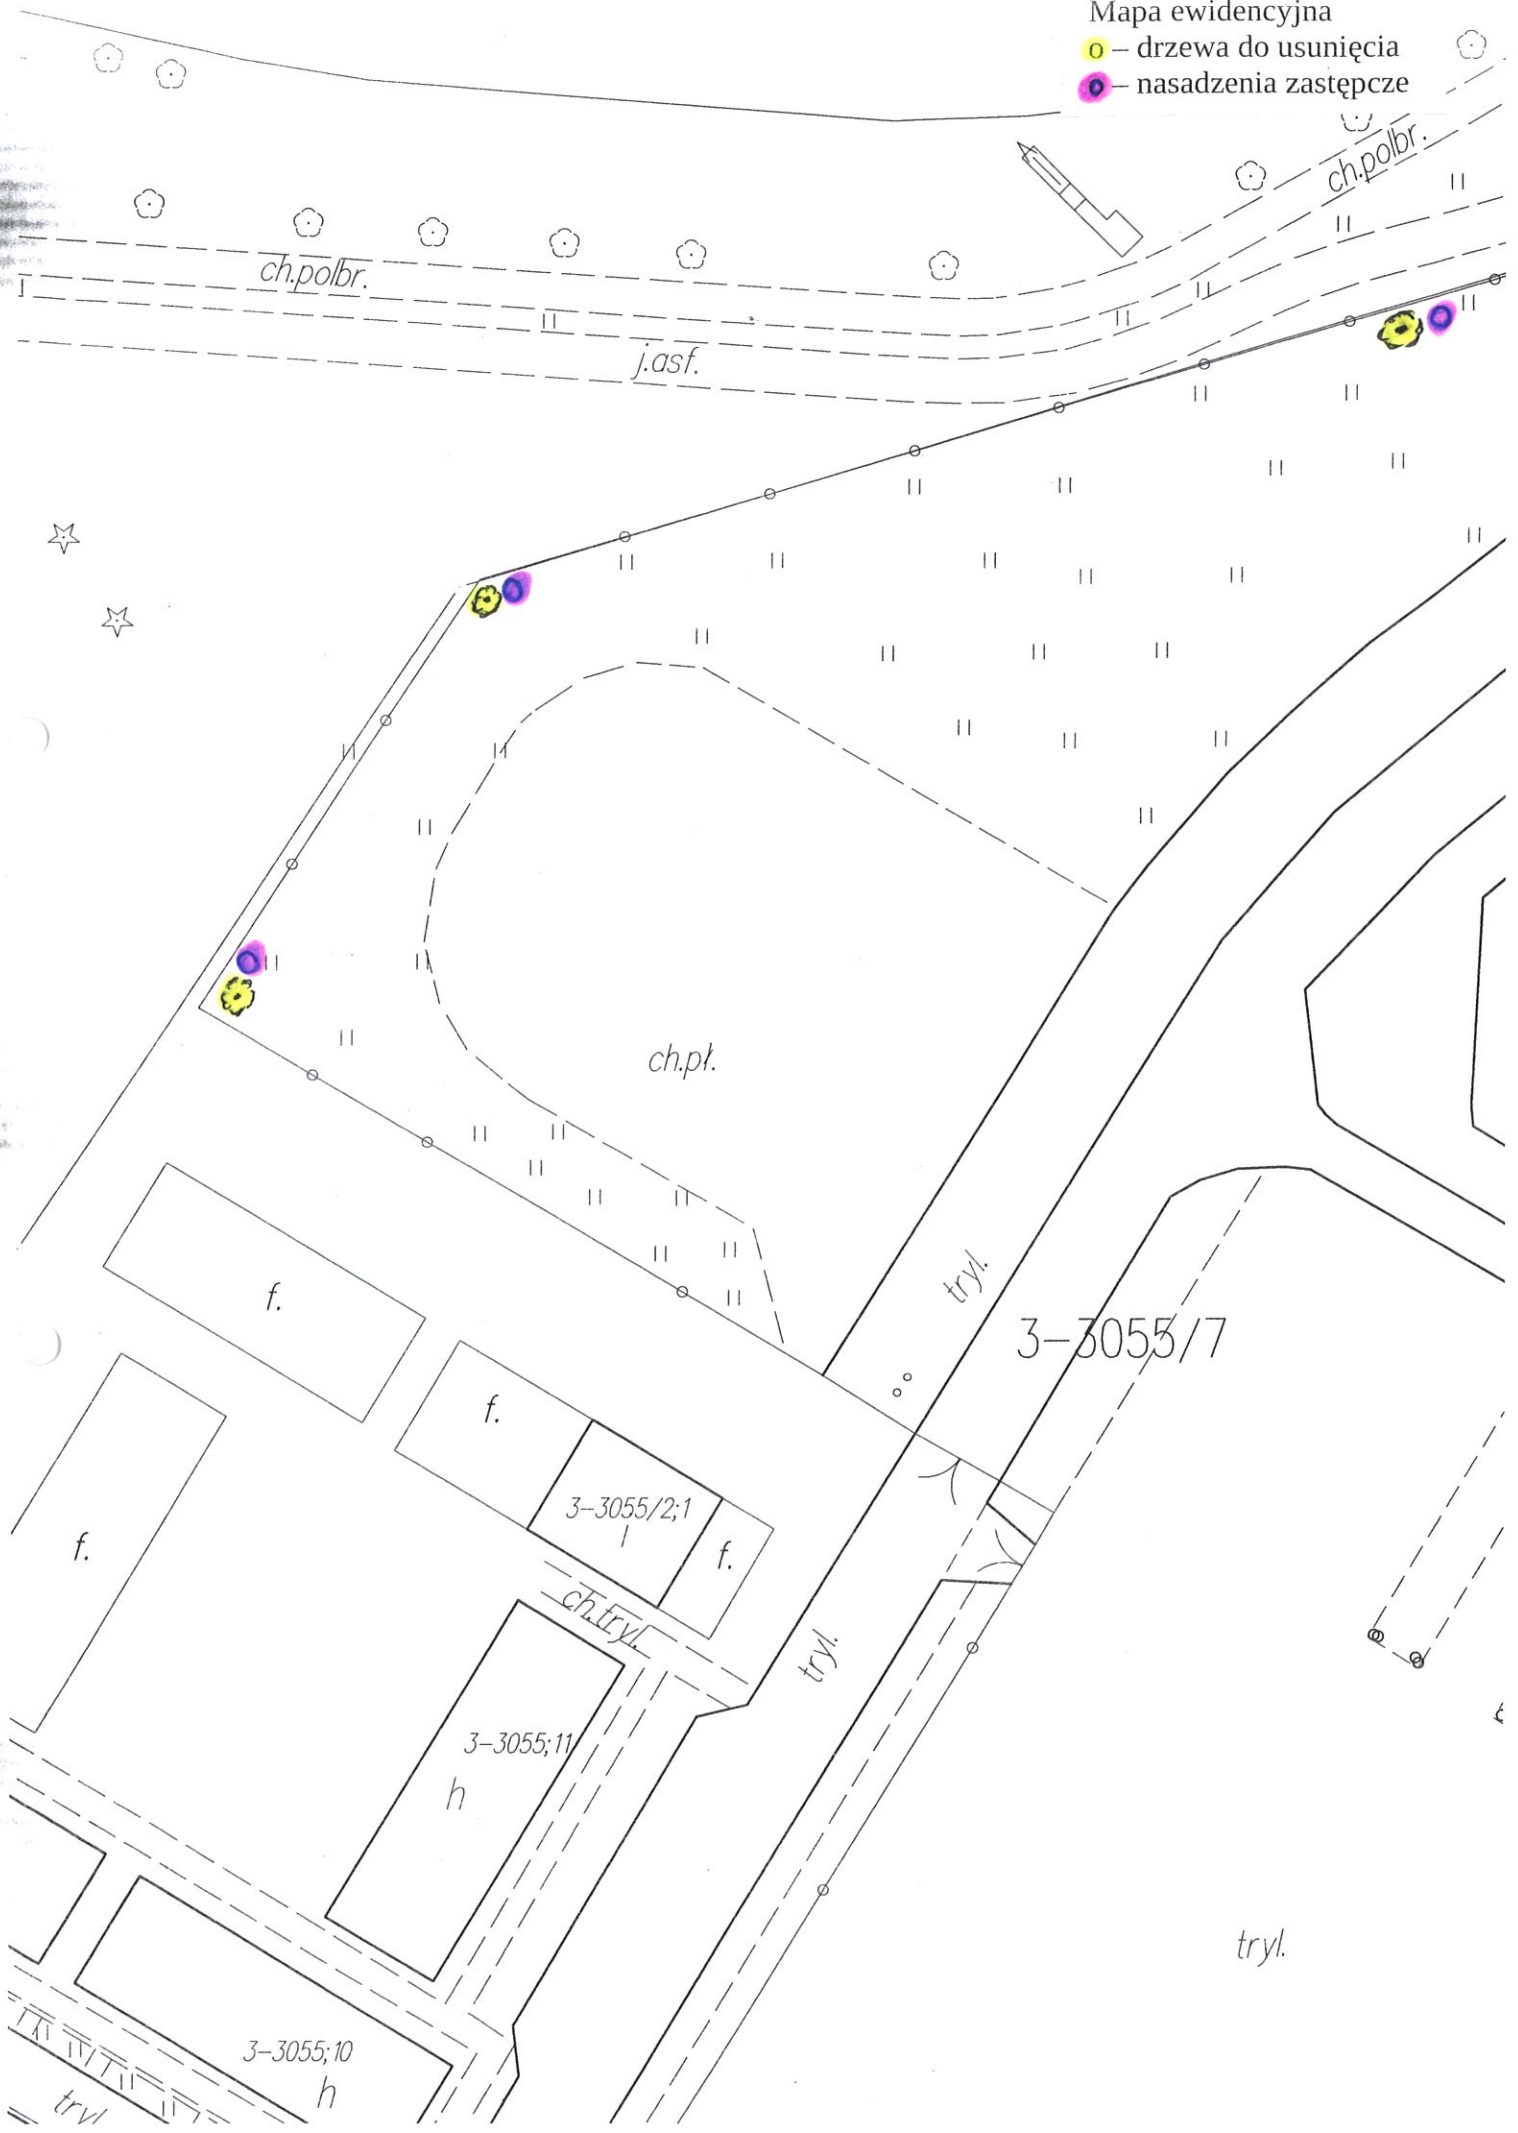 Mapa ewidencyjna
o – drzewa do usunięcia
o – nasadzenia zastępcze
ch.polbr.
ch.polbr.
j.asf.
ch.pł.
tryl.
3-3055/7
f.
f.
3-3055/2;1
I
f.
f.
ch.tryl.
tryl.
3-3055;11
h
tryl.
3-3055;10
h
tryl